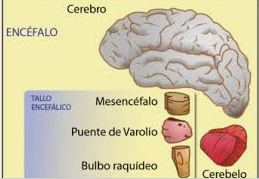 Cerebro
ENCÉFALO
TALLO
ENCEFÁLICO
Mesencéfalo
Puente de Varolio
Bulbo raquídeo
Cerebelo